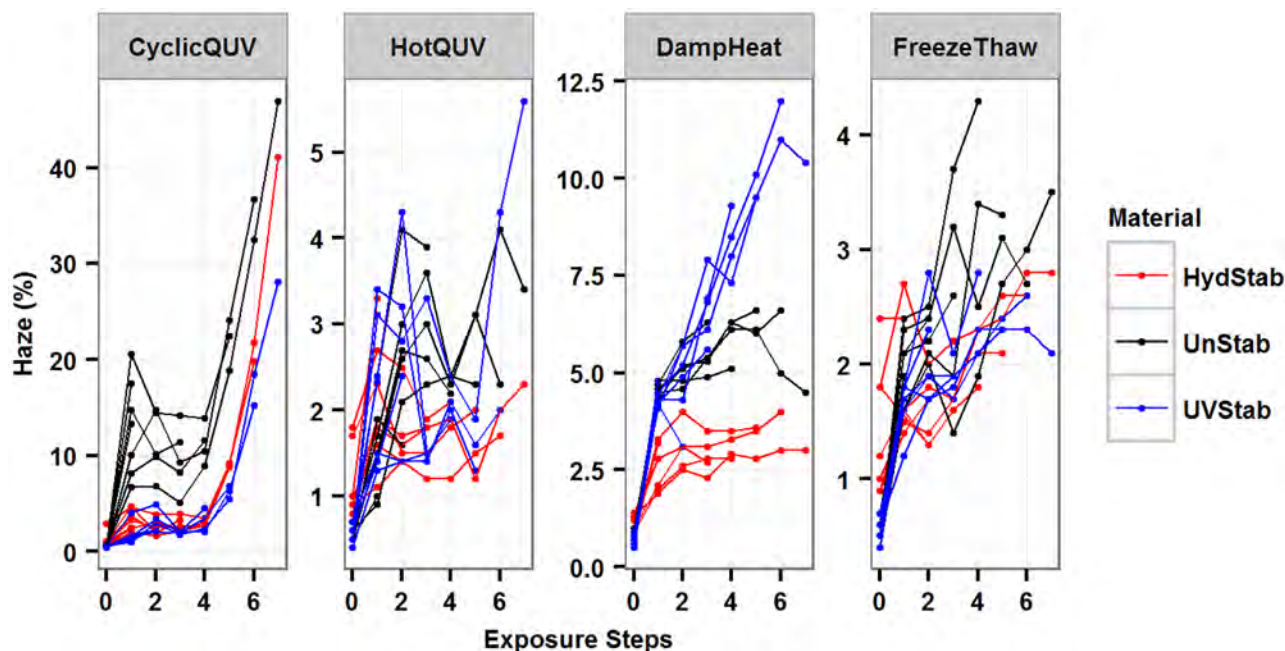 CyclicQUV HotQUV DampHeat FreezeThaw
Haze (%)
40
30
20
10
0
5
4
3
2
1
12.5
10.0
7.5
5.0
2.5
0.0
4
3
2
1
0 2 4 6 0 2 4 6 0 2 4 6 0 2 4 6
Exposure Steps
Material
HydStab
UnStab
UVStab